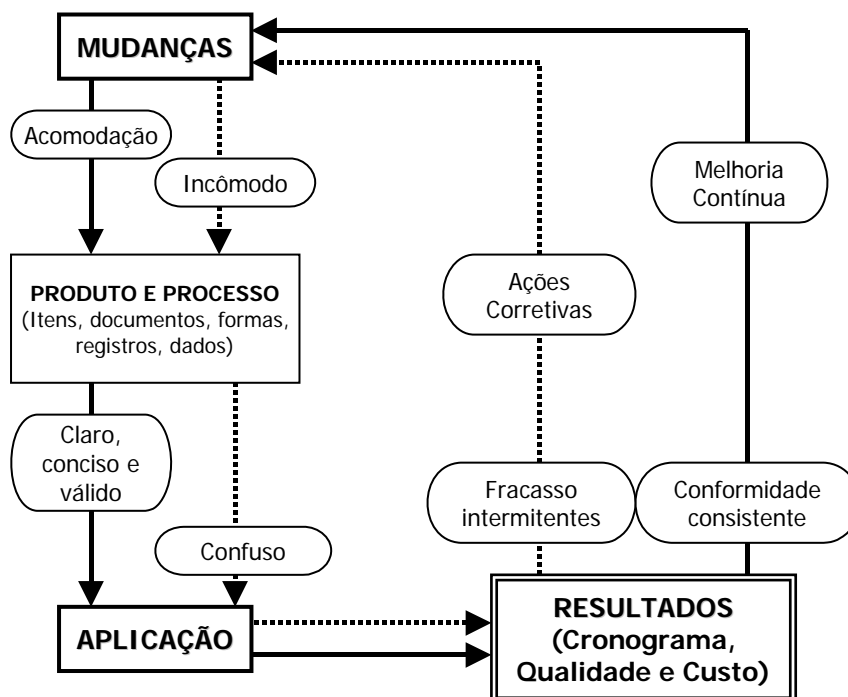 MUDANÇAS
Acomodação
Incômodo
Melhoria
Contínua
PRODUTO E PROCESSO
(Itens, documentos, formas,
registros, dados)
Ações
Corretivas
Claro,
conciso e
válido
Fracasso
intermitentes
Conformidade
consistente
Confuso
APLICAÇÃO
RESULTADOS
(Cronograma,
Qualidade e Custo)